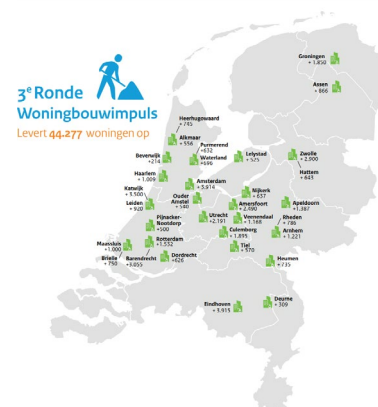 3e Ronde
Woningbouwimpuls
Levert 44.277 woningen op
Groningen
+ 1.850
Assen
+ 866
Heerhugowaard
+ 745
Alkmaar
+ 556
Purmerend
+632
Beverwijk
+214
Waterland
+696
Lelystad
+ 525
Zwolle
+ 2.900
Haarlem
+ 1.009
Hattem
+ 643
Amsterdam
+ 5.914
Katwijk
+ 5.500
Nijkerk
+ 637
Leiden
+ 920
Ouder
Amstel
+ 540
Amersfoort
+ 2.490
Apeldoorn
+1.387
Utrecht
+2.191
Veenendaal
+ 1.168
Rheden
+ 786
Pijnacker-
Nootdorp
+500
Culemborg
+ 1.895
Arnhem
+ 1.221
Maassluis
+1.000
Rotterdam
+1.532
Tiel
+ 570
Brielle
+ 750
Barendrecht
+3.055
Dordrecht
+626
Heumen
+735
Eindhoven
+ 3.915
Deurne
+ 309